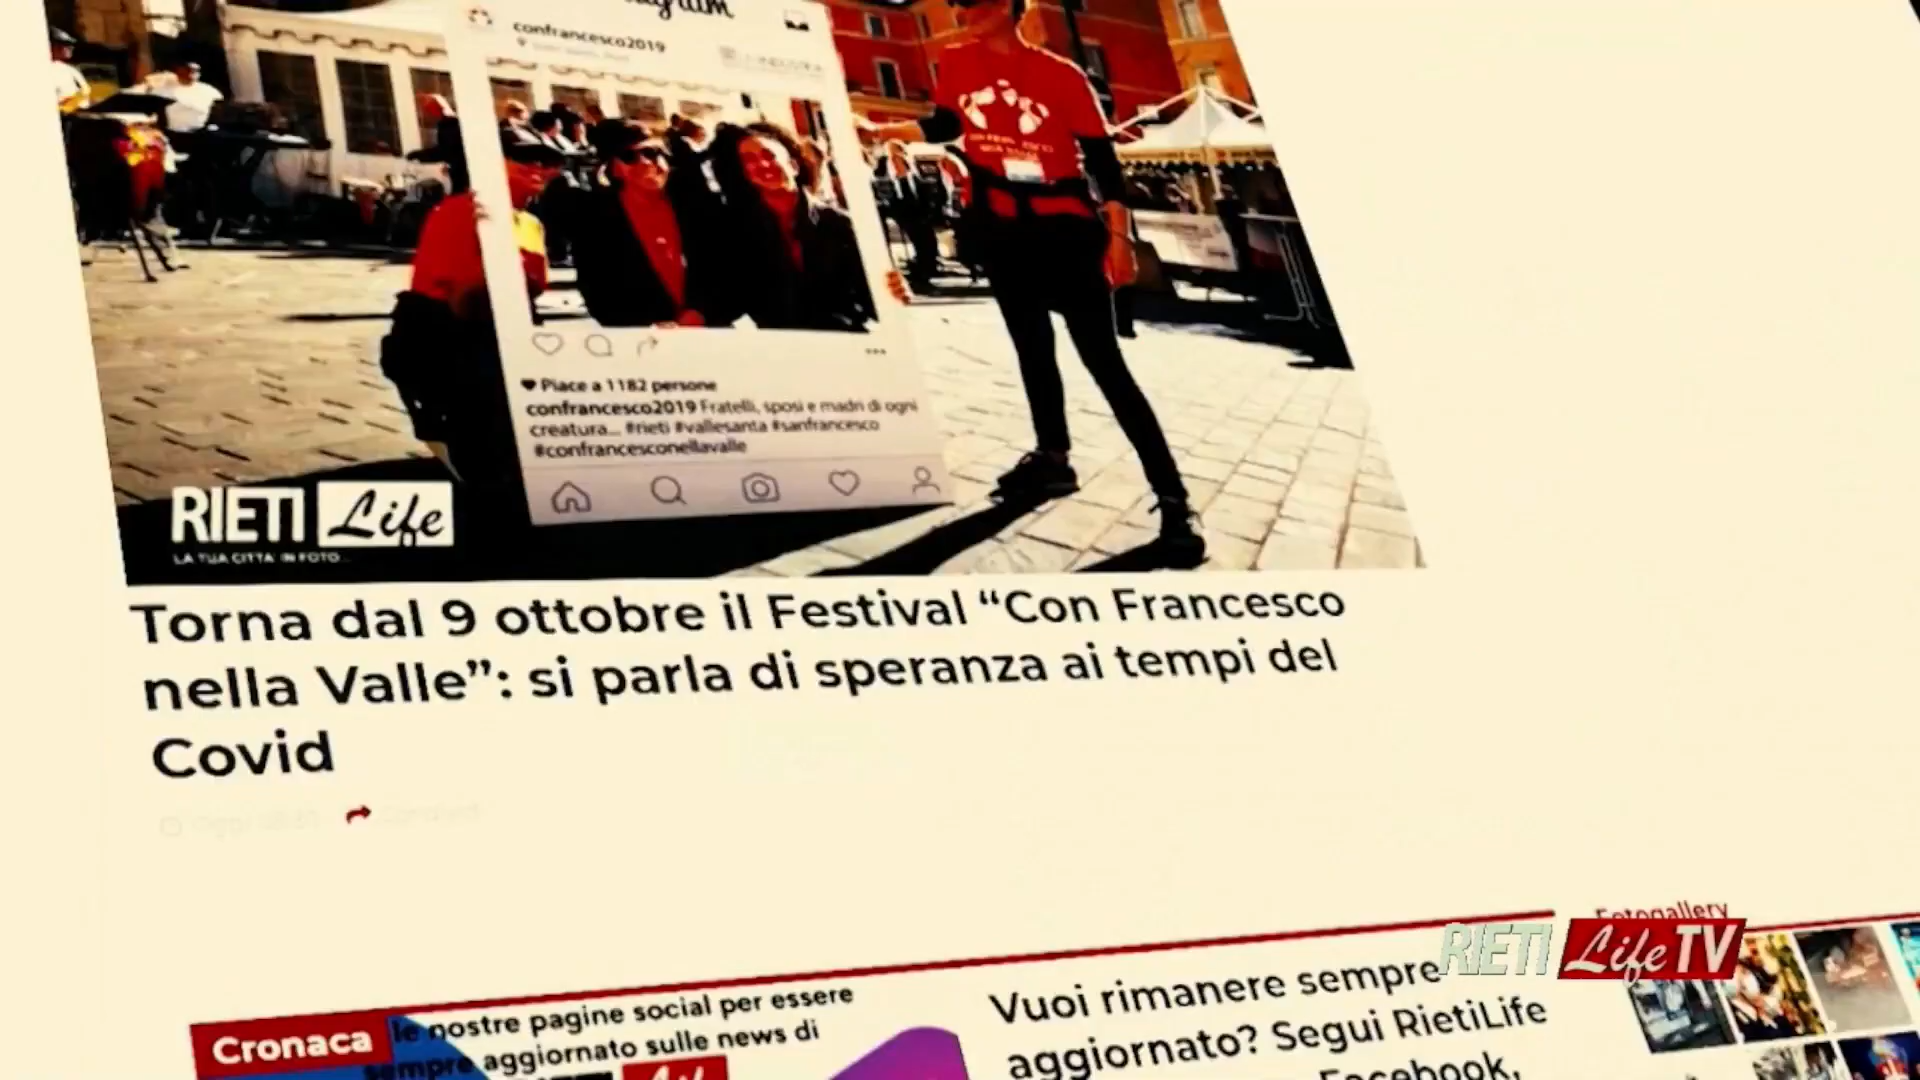 confrancesco2019
Piace a 1182 persone
confrancesco2019 Fratelli, sposi e madri di ogni
creatura... #rieti #vallesanta #sanfrancesco
#confrancesconellavalle
RIETI Life
LA TUA CITTA' IN FOTO...
Torna dal 9 ottobre il Festival “Con Francesco
nella Valle”: si parla di speranza ai tempi del
Covid
Fotogallery
RIETI Life TV
Cronaca
le nostre pagine social per essere
sempre aggiornato sulle news di
Vuoi rimanere sempre
aggiornato? Segui RietiLife
Facebook,